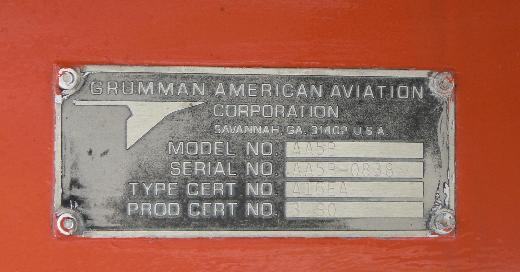 GRUMMAN AMERICAN AVIATION
CORPORATION
SAVANNAH, GA. 31402 U.S.A.
MODEL NO. AA5B
SERIAL NO. AA5B-0838
TYPE CERT NO. A16EA
PROD CERT NO.